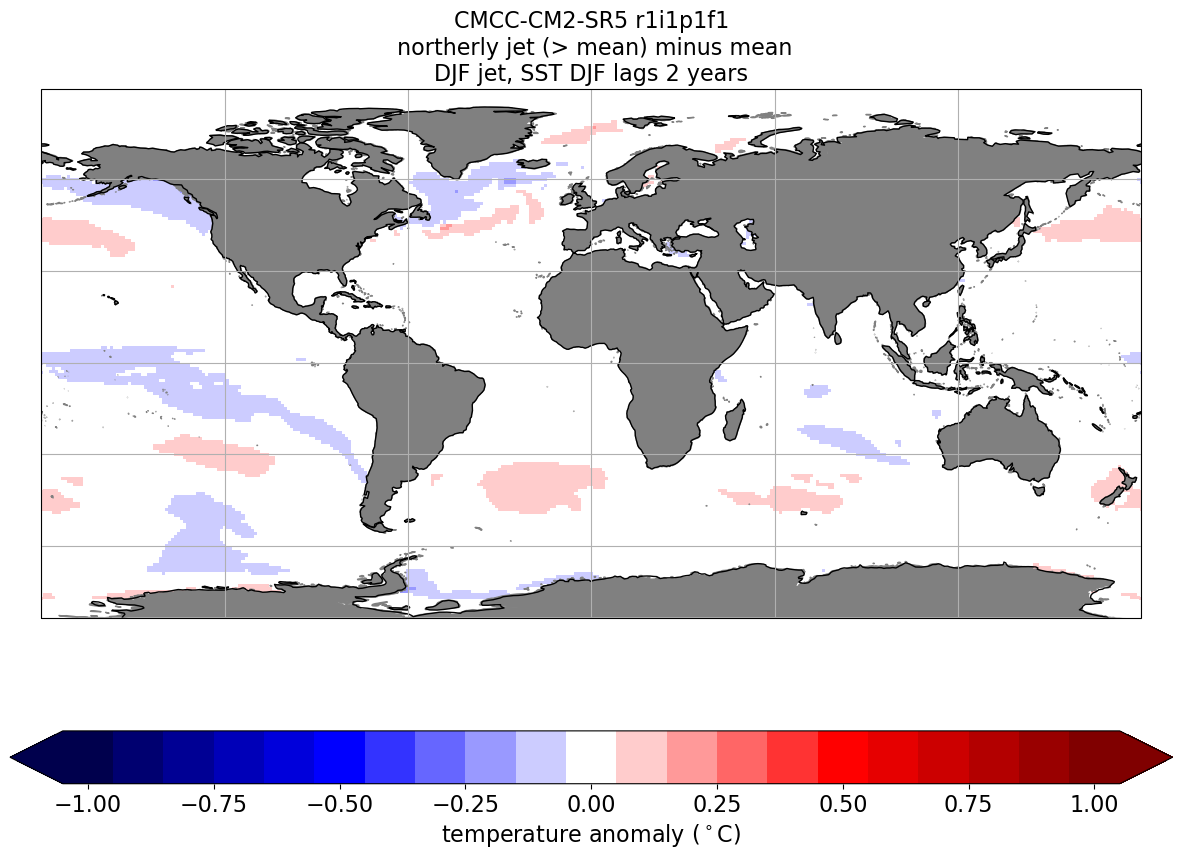 CMCC-CM2-SR5 r1i1p1f1
northerly jet (> mean) minus mean
DJF jet, SST DJF lags 2 years
−1.00 −0.75 −0.50 −0.25 0.00 0.25 0.50 0.75 1.00
temperature anomaly (°C)